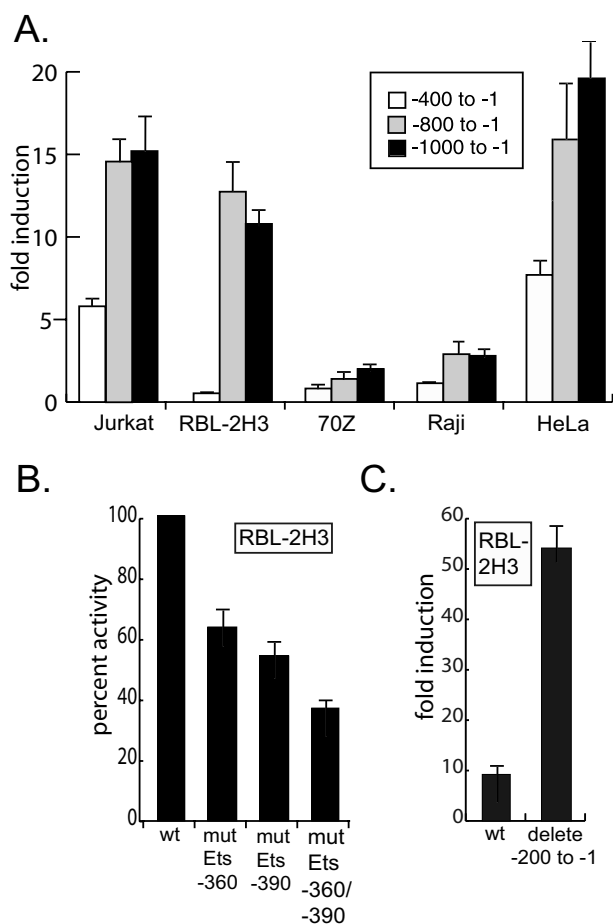 A.
20
15
10
5
0
fold induction
-400 to -1
-800 to -1
-1000 to -1
Jurkat RBL-2H3 70Z Raji HeLa
B.
100
80
60
40
20
0
percent activity
RBL-2H3
wt mut mut mut
Ets Ets Ets
-360 -390 -360/
-390
C.
60
50
40
30
20
10
0
fold induction
RBL-
2H3
wt delete
-200 to -1